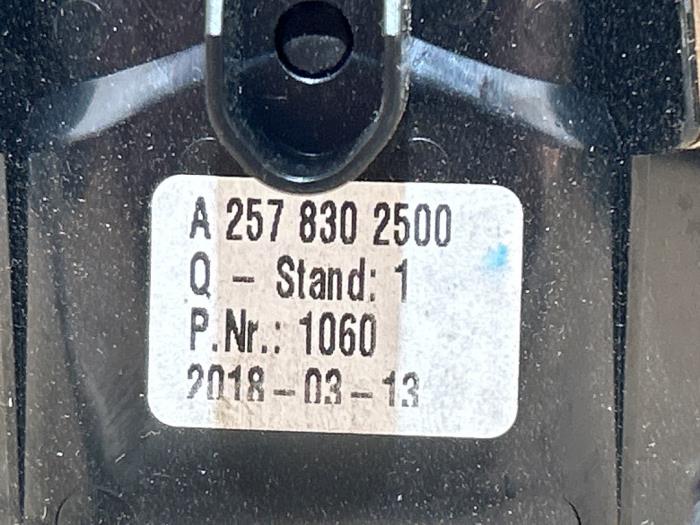 A 257 830 2500
Q - Stand: 1
P.Nr.: 1060
2018-03-13